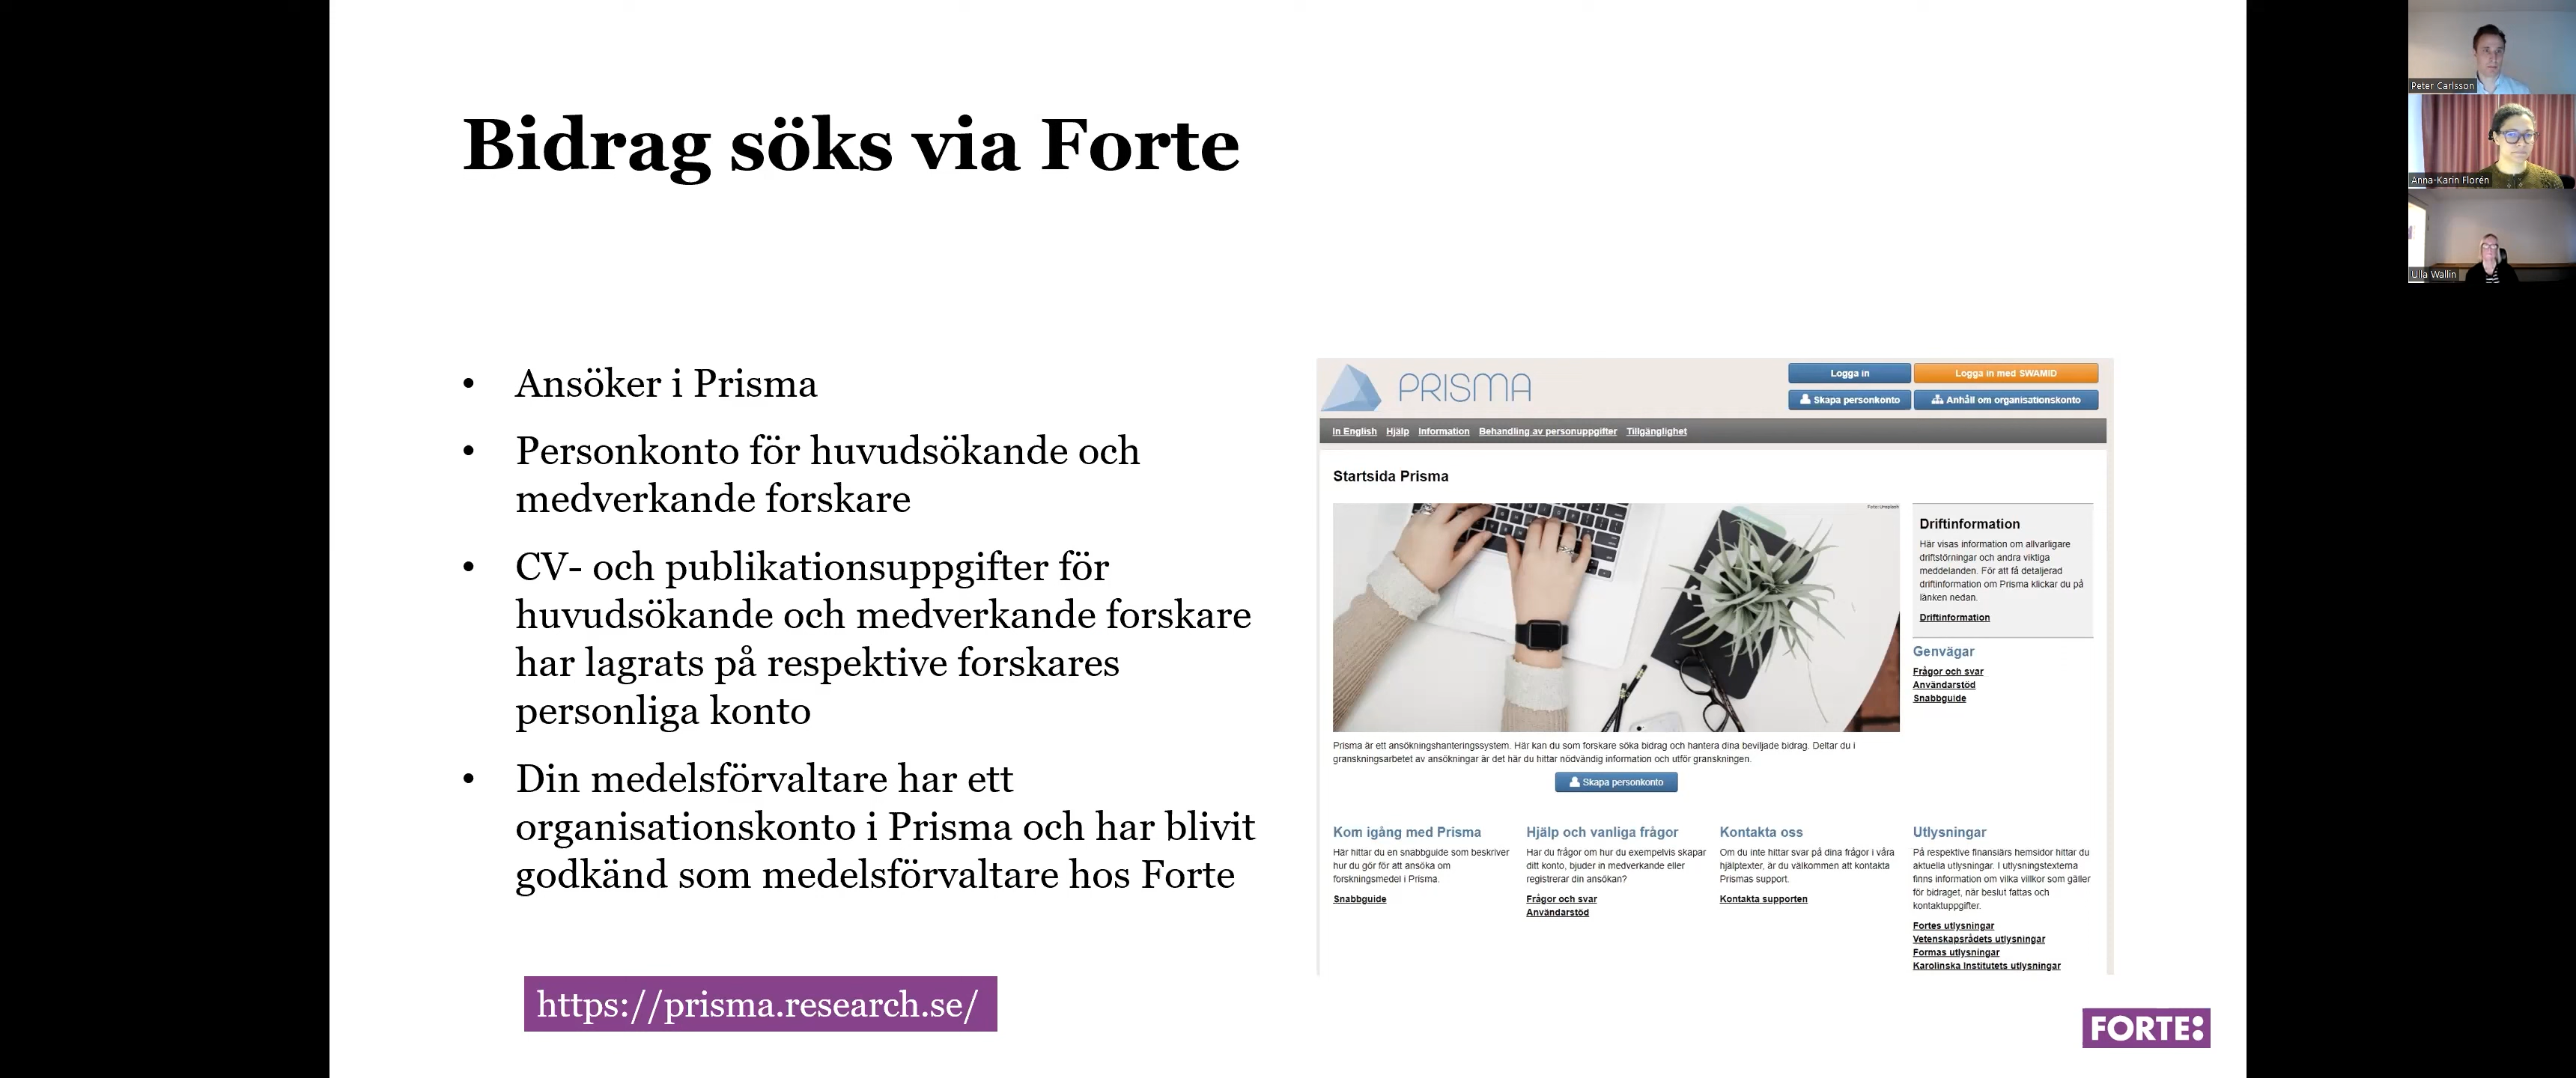 Bidrag söks via Forte
• Ansöker i Prisma
• Personkonto för huvudsökande och
medverkande forskare
• CV- och publikationsuppgifter för
huvudsökande och medverkande forskare
har lagrats på respektive forskares
personliga konto
• Din medelsförvaltare har ett
organisationskonto i Prisma och har blivit
godkänd som medelsförvaltare hos Forte
https://prisma.research.se/
PRISMA
Logga in
Logga in med SWAMID
Skapa personkonto
Anhåll om organisationskonto
In English Hjälp Information Behandling av personuppgifter Tillgänglighet
Startsida Prisma
Foto: Unsplash
Driftinformation
Här visas information om allvarligare
driftstörningar och andra viktiga
meddelanden. För att få detaljerad
driftinformation om Prisma klickar du på
länken nedan.
Driftinformation
Genvägar
Frågor och svar
Användarstöd
Snabbguide
Prisma är ett ansökningshanteringssystem. Här kan du som forskare söka bidrag och hantera dina beviljade bidrag. Deltar du i
granskningsarbetet av ansökningar är det här du hittar nödvändig information och utför granskningen.
Skapa personkonto
Kom igång med Prisma
Här hittar du en snabbguide som beskriver
hur du gör för att ansöka om
forskningsmedel i Prisma.
Snabbguide
Hjälp och vanliga frågor
Har du frågor om hur du exempelvis skapar
ditt konto, bjuder in medverkande eller
registrerar din ansökan?
Frågor och svar
Användarstöd
Kontakta oss
Om du inte hittar svar på dina frågor i våra
hjälptexter, är du välkommen att kontakta
Prismas support.
Kontakta supporten
Utlysningar
På respektive finansiärs hemsidor hittar du
aktuella utlysningar. I utlysningstexterna
finns information om vilka villkor som gäller
för bidraget, när beslut fattas och
kontaktuppgifter.
Fortes utlysningar
Vetenskapsrådets utlysningar
Formas utlysningar
Karolinska Institutets utlysningar
FORTE:
Peter Carlsson
Anna-Karin Florén
Ulla Wallin